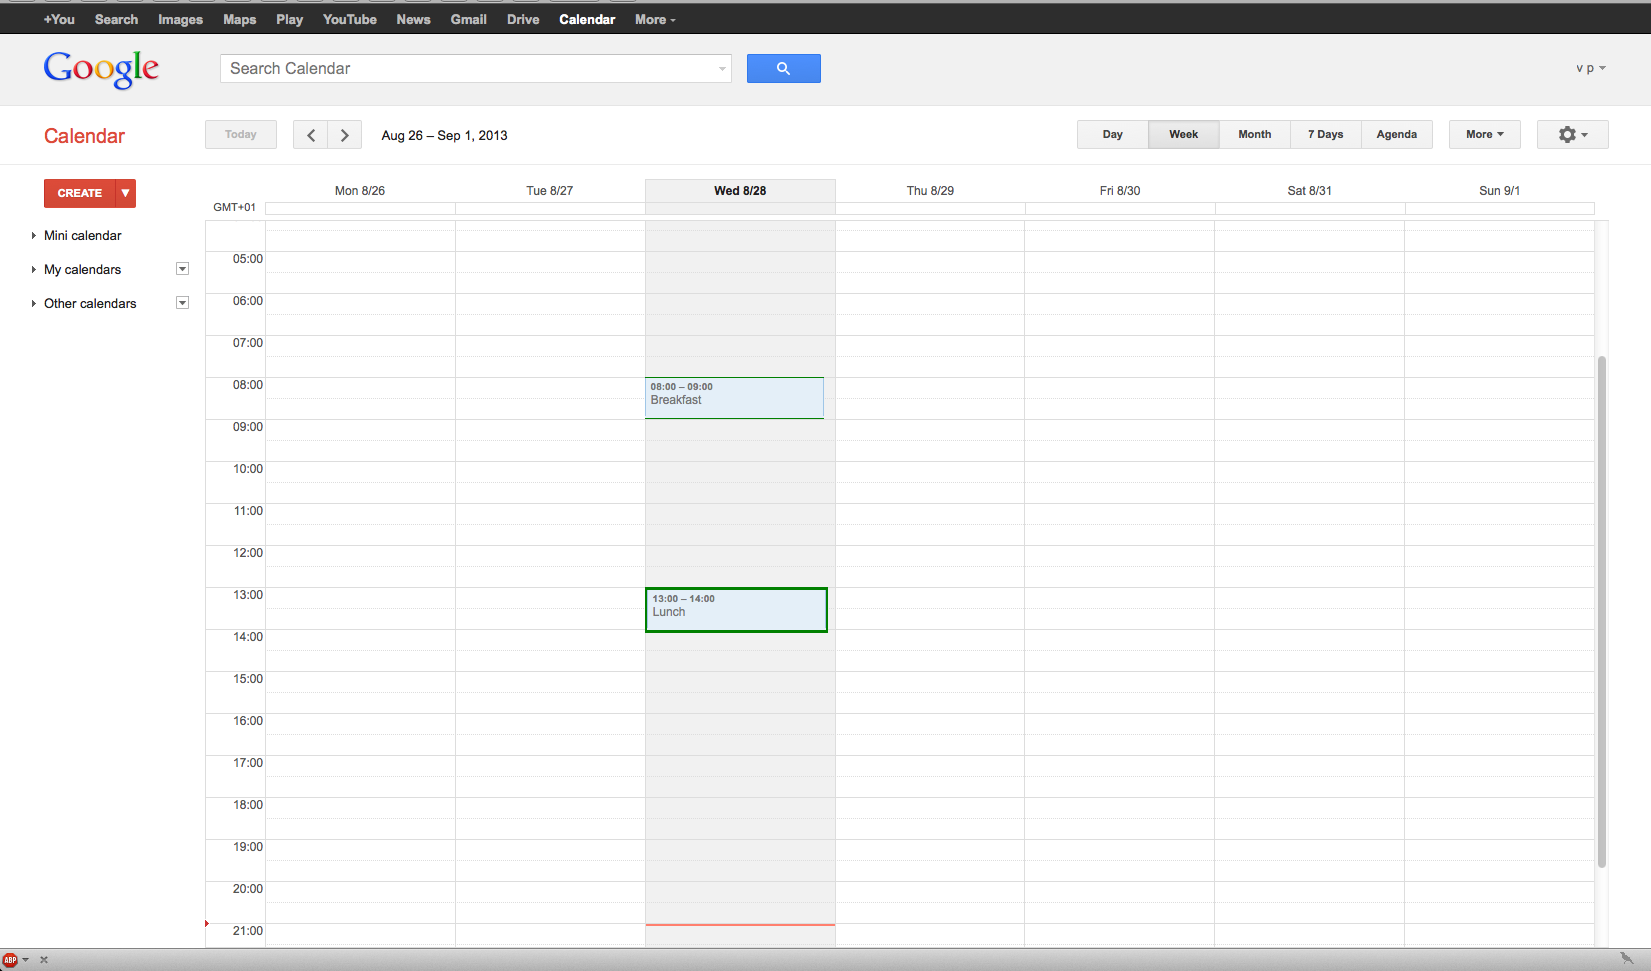 +You Search Images Maps Play YouTube News Gmail Drive Calendar More
Google
Search Calendar
v p
Calendar
Today
Aug 26 – Sep 1, 2013
Day Week Month 7 Days Agenda More
CREATE
Mini calendar
My calendars
Other calendars
Mon 8/26 Tue 8/27 Wed 8/28 Thu 8/29 Fri 8/30 Sat 8/31 Sun 9/1
GMT+01
05:00
06:00
07:00
08:00
08:00 – 09:00
Breakfast
09:00
10:00
11:00
12:00
13:00
13:00 – 14:00
Lunch
14:00
15:00
16:00
17:00
18:00
19:00
20:00
21:00
ABP